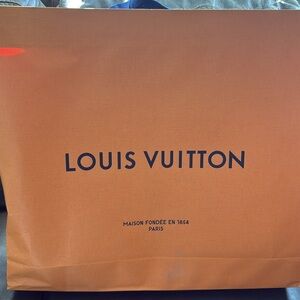 LOUIS VUITTON
MAISON FONDÉE EN 1854
PARIS